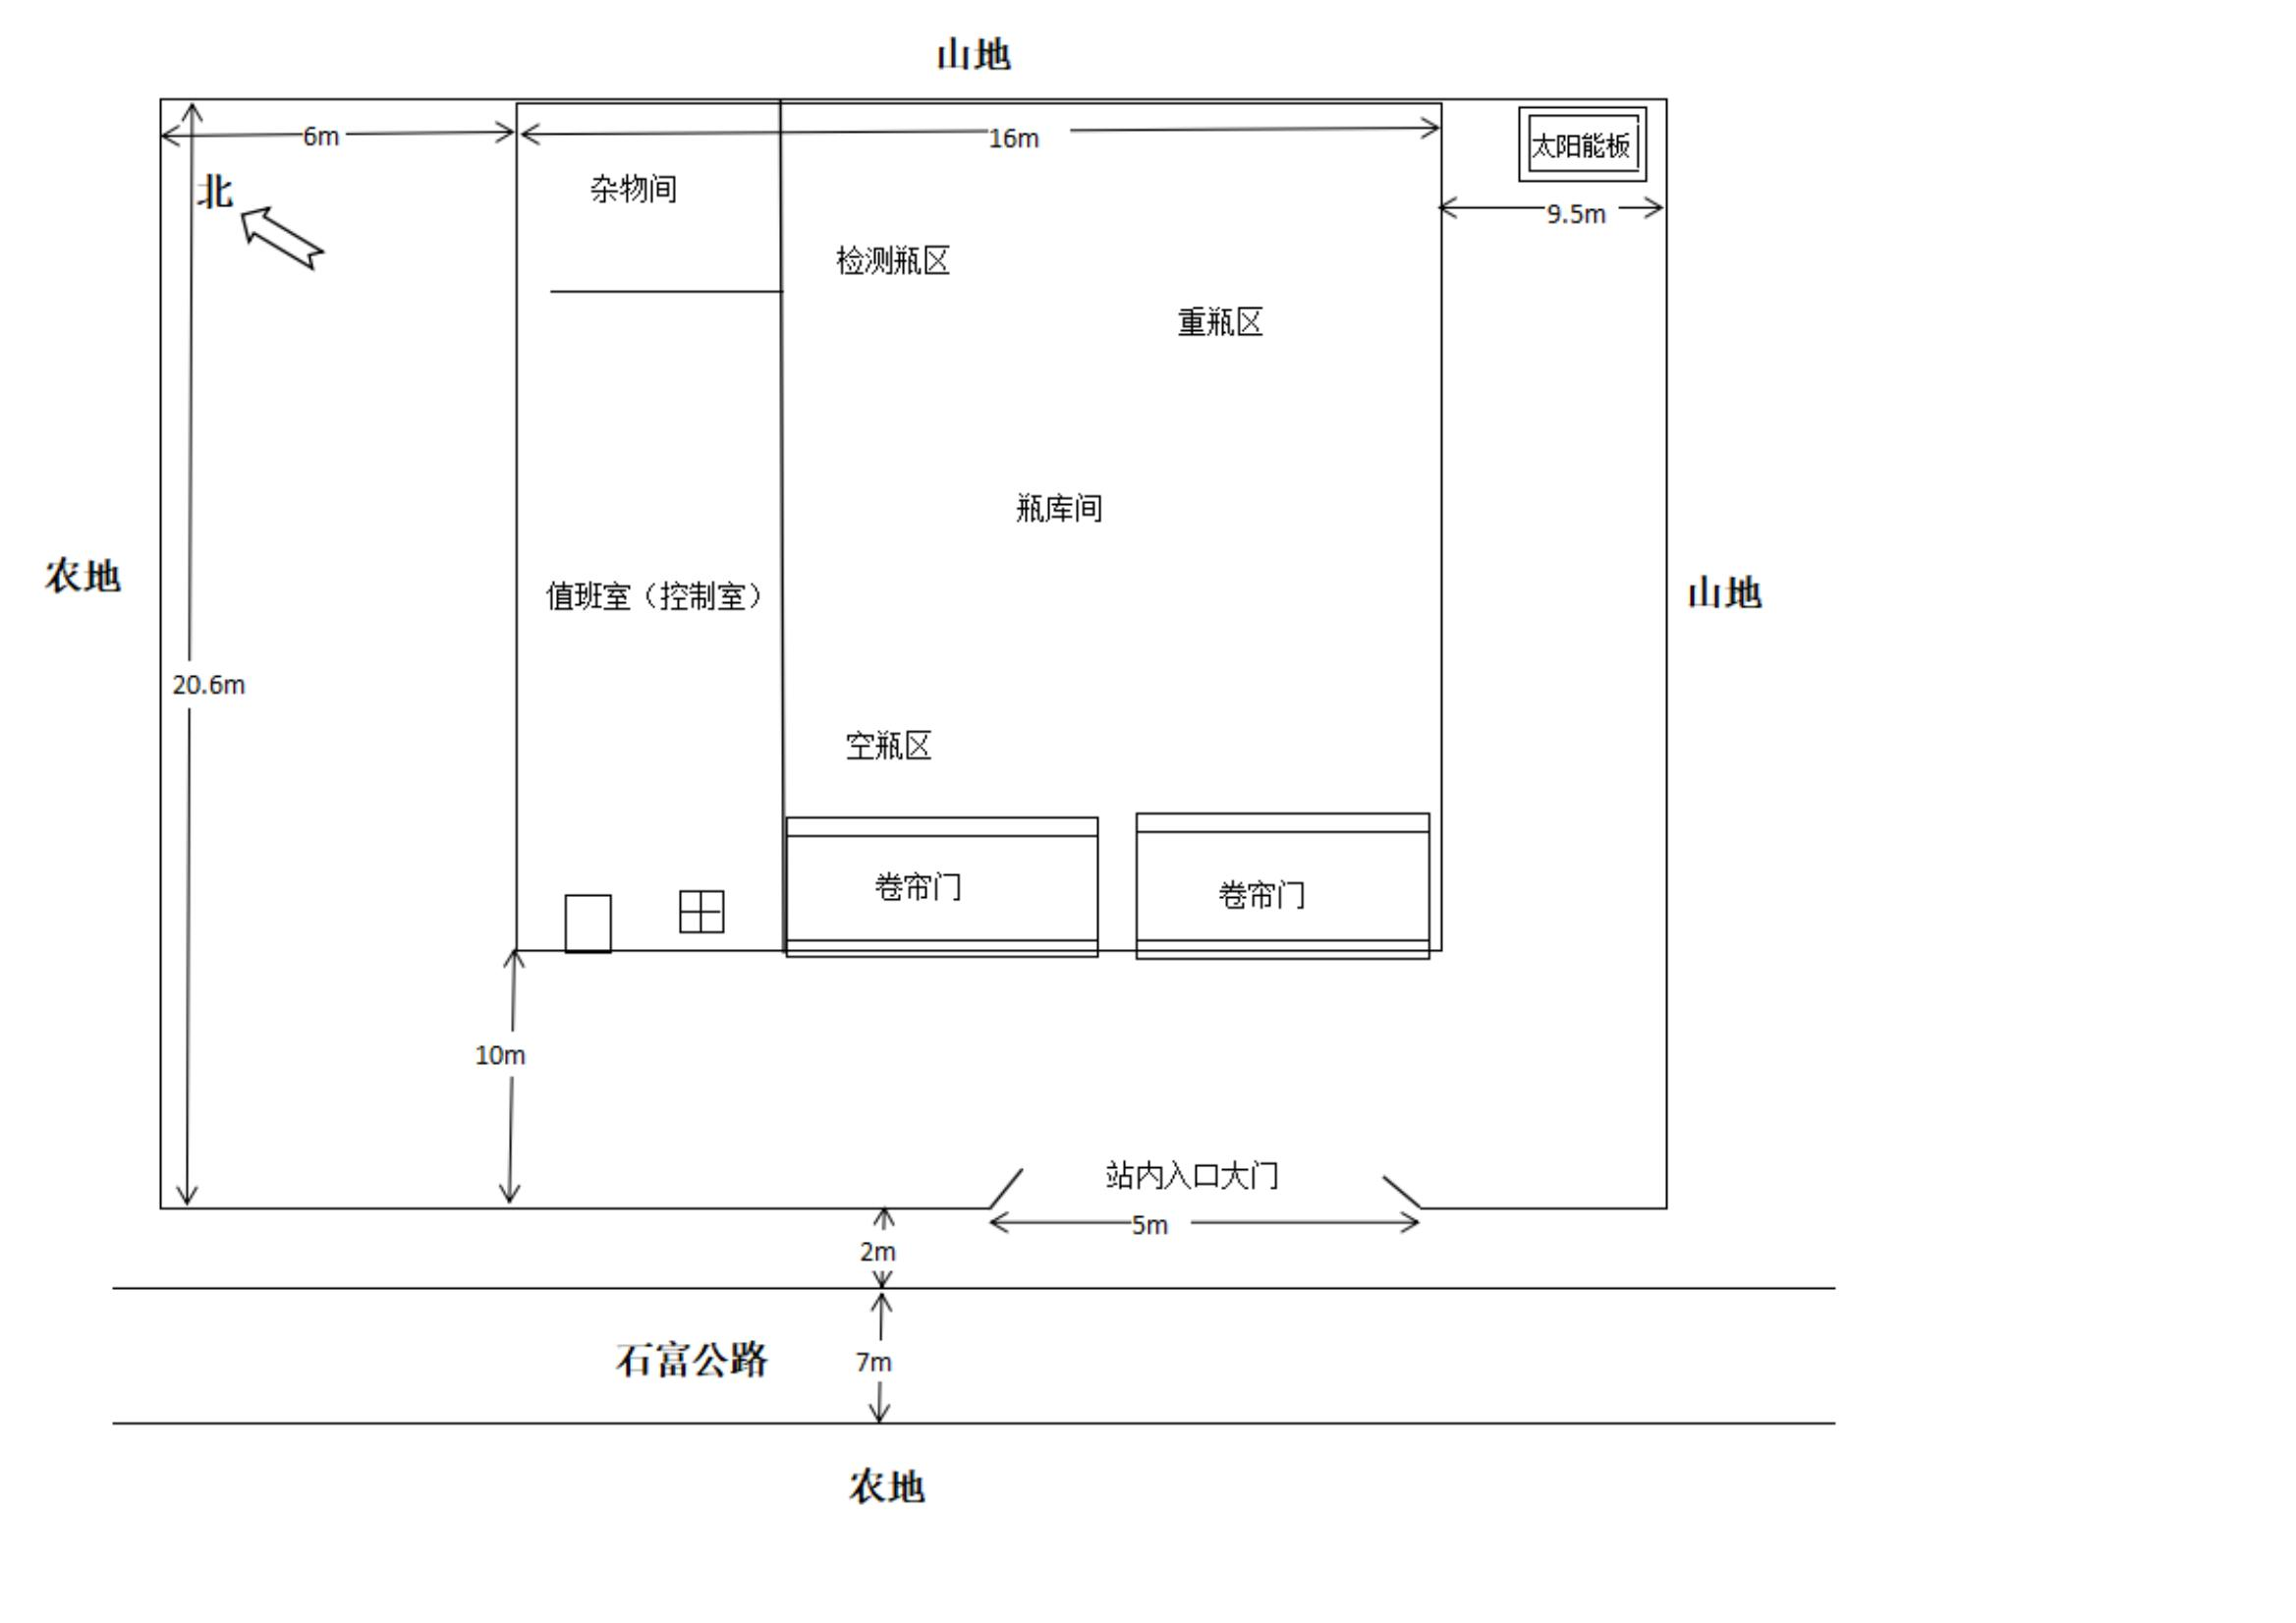 山地
6m
16m
太阳能板
北
杂物间
9.5m
检测瓶区
重瓶区
瓶库间
农地
值班室（控制室）
山地
20.6m
空瓶区
卷帘门
卷帘门
10m
站内入口大门
5m
2m
石富公路
7m
农地